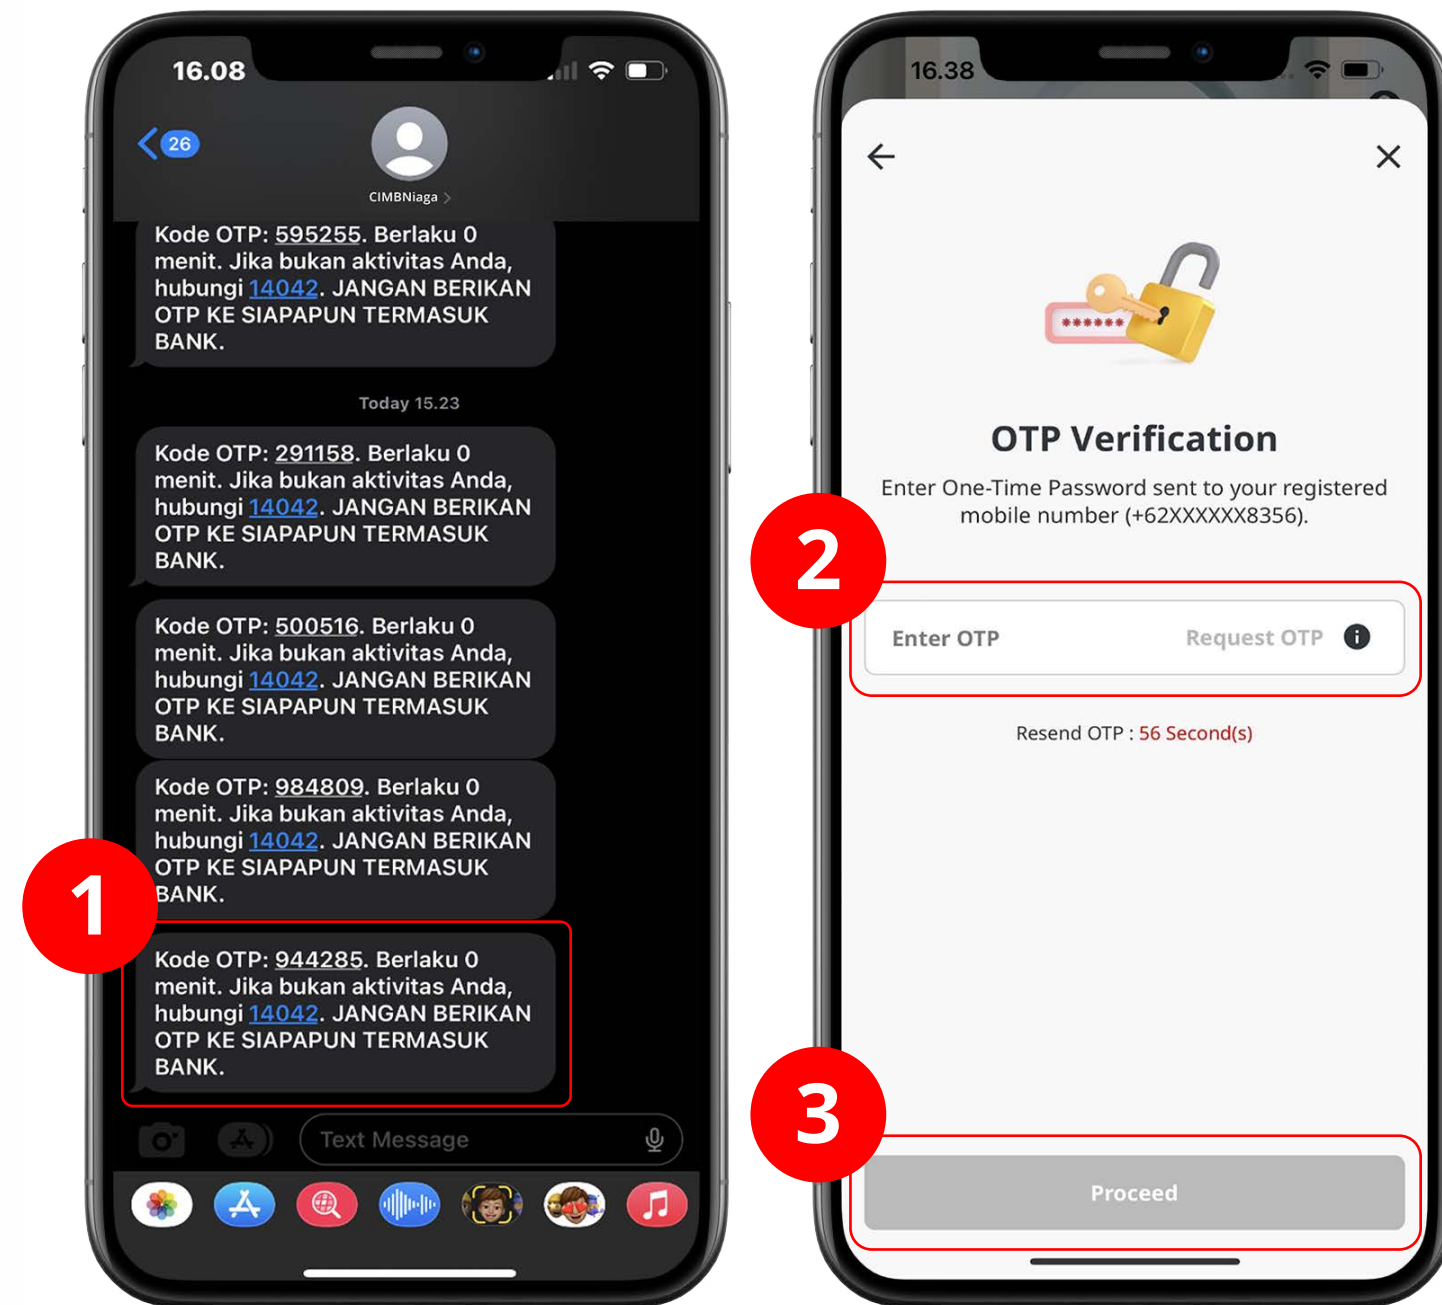 16.08
26
CIMBNiaga
Kode OTP: 595255. Berlaku 0
menit. Jika bukan aktivitas Anda,
hubungi 14042. JANGAN BERIKAN
OTP KE SIAPAPUN TERMASUK
BANK.
Today 15.23
Kode OTP: 291158. Berlaku 0
menit. Jika bukan aktivitas Anda,
hubungi 14042. JANGAN BERIKAN
OTP KE SIAPAPUN TERMASUK
BANK.
Kode OTP: 500516. Berlaku 0
menit. Jika bukan aktivitas Anda,
hubungi 14042. JANGAN BERIKAN
OTP KE SIAPAPUN TERMASUK
BANK.
Kode OTP: 984809. Berlaku 0
menit. Jika bukan aktivitas Anda,
hubungi 14042. JANGAN BERIKAN
OTP KE SIAPAPUN TERMASUK
BANK.
1
Kode OTP: 944285. Berlaku 0
menit. Jika bukan aktivitas Anda,
hubungi 14042. JANGAN BERIKAN
OTP KE SIAPAPUN TERMASUK
BANK.
Text Message
16.38
******
OTP Verification
Enter One-Time Password sent to your registered
mobile number (+62XXXXXX8356).
2
Enter OTP Request OTP
Resend OTP : 56 Second(s)
3
Proceed